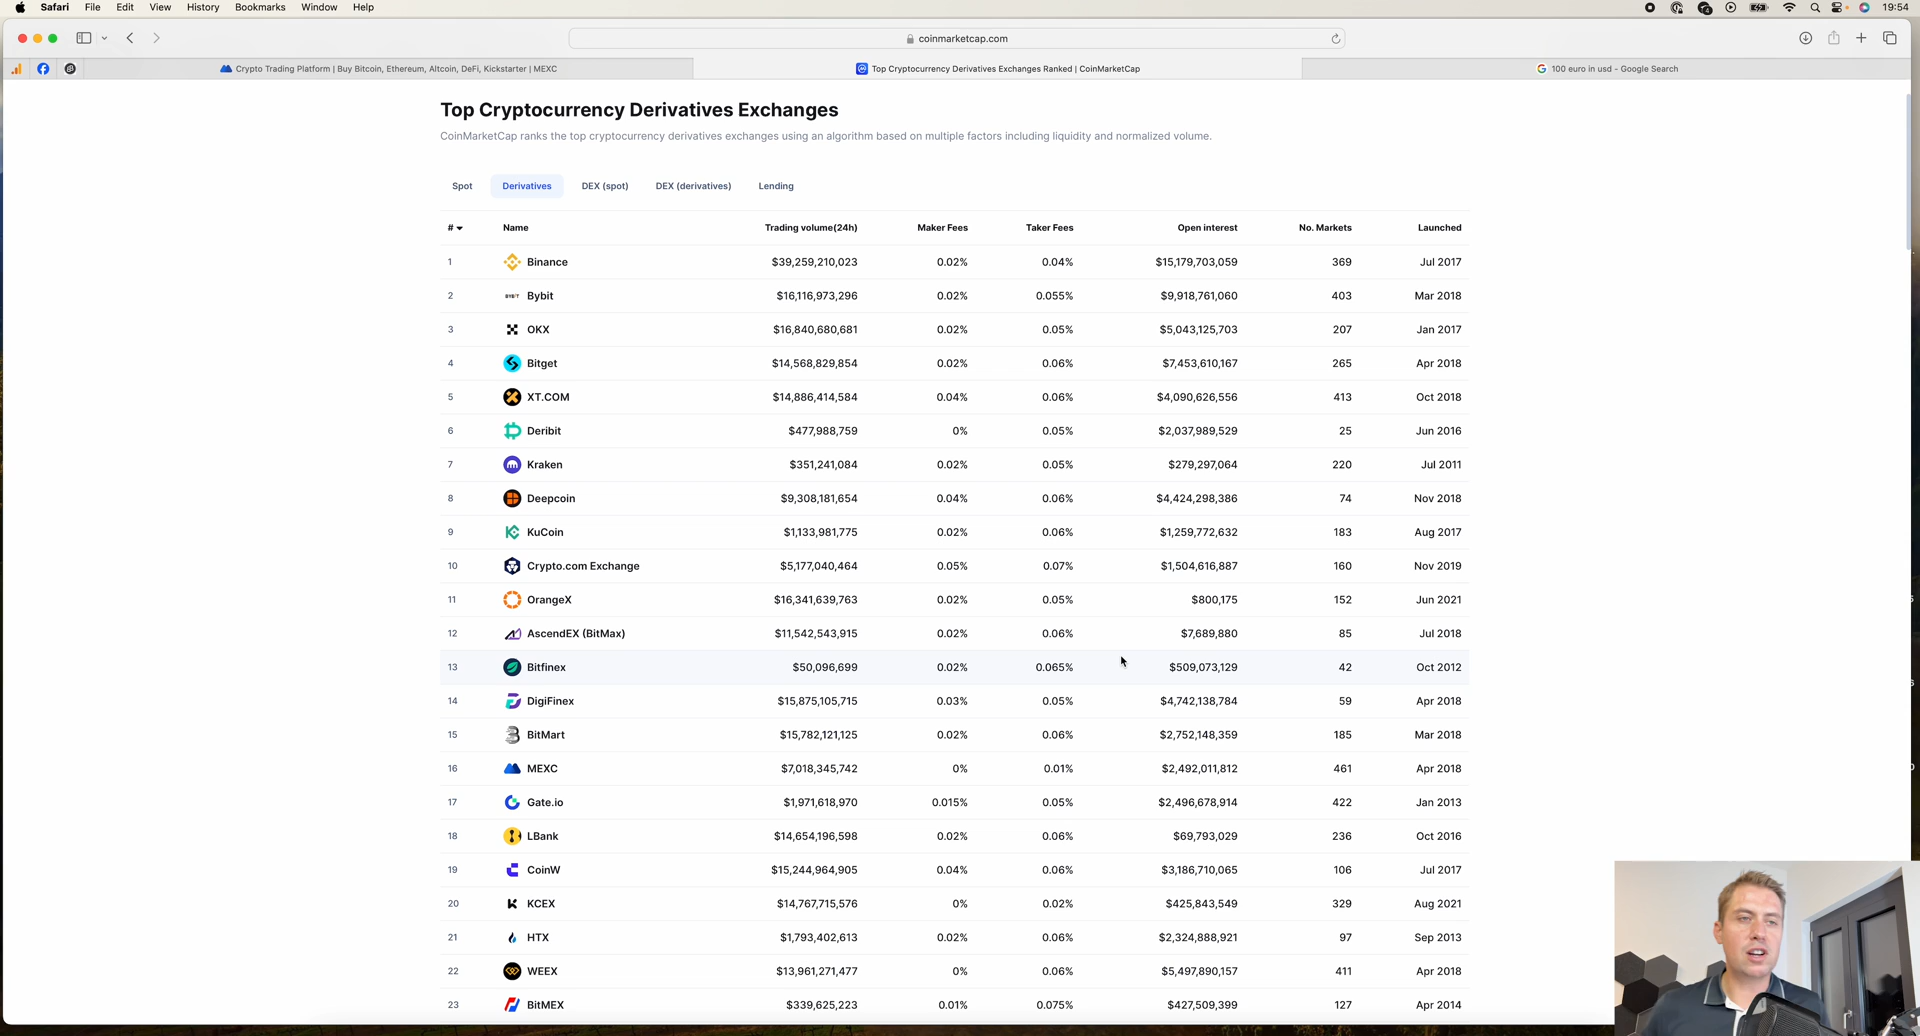 Safari File Edit View History Bookmarks Window Help 19:54
coinmarketcap.com
Crypto Trading Platform | Buy Bitcoin, Ethereum, Altcoin, DeFi, Kickstarter | MEXC Top Cryptocurrency Derivatives Exchanges Ranked | CoinMarketCap 100 euro in usd - Google Search
Top Cryptocurrency Derivatives Exchanges
CoinMarketCap ranks the top cryptocurrency derivatives exchanges using an algorithm based on multiple factors including liquidity and normalized volume.
Spot Derivatives DEX (spot) DEX (derivatives) Lending
# Name Trading volume(24h) Maker Fees Taker Fees Open interest No. Markets Launched
1 Binance $39,259,210,023 0.02% 0.04% $15,179,703,059 369 Jul 2017
2 Bybit $16,116,973,296 0.02% 0.055% $9,918,761,060 403 Mar 2018
3 OKX $16,840,680,681 0.02% 0.05% $5,043,125,703 207 Jan 2017
4 Bitget $14,568,829,854 0.02% 0.06% $7,453,610,167 265 Apr 2018
5 XT.COM $14,886,414,584 0.04% 0.06% $4,090,626,556 413 Oct 2018
6 Deribit $477,988,759 0% 0.05% $2,037,989,529 25 Jun 2016
7 Kraken $351,241,084 0.02% 0.05% $279,297,064 220 Jul 2011
8 Deepcoin $9,308,181,654 0.04% 0.06% $4,424,298,386 74 Nov 2018
9 KuCoin $1,133,981,775 0.02% 0.06% $1,259,772,632 183 Aug 2017
10 Crypto.com Exchange $5,177,040,464 0.05% 0.07% $1,504,616,887 160 Nov 2019
11 OrangeX $16,341,639,763 0.02% 0.05% $800,175 152 Jun 2021
12 AscendEX (BitMax) $11,542,543,915 0.02% 0.06% $7,689,880 85 Jul 2018
13 Bitfinex $50,096,699 0.02% 0.065% $509,073,129 42 Oct 2012
14 DigiFinex $15,875,105,715 0.03% 0.05% $4,742,138,784 59 Apr 2018
15 BitMart $15,782,121,125 0.02% 0.06% $2,752,148,359 185 Mar 2018
16 MEXC $7,018,345,742 0% 0.01% $2,492,011,812 461 Apr 2018
17 Gate.io $1,971,618,970 0.015% 0.05% $2,496,678,914 422 Jan 2013
18 LBank $14,654,196,598 0.02% 0.06% $69,793,029 236 Oct 2016
19 CoinW $15,244,964,905 0.04% 0.06% $3,186,710,065 106 Jul 2017
20 KCEX $14,767,715,576 0% 0.02% $425,843,549 329 Aug 2021
21 HTX $1,793,402,613 0.02% 0.06% $2,324,888,921 97 Sep 2013
22 WEEX $13,961,271,477 0% 0.06% $5,497,890,157 411 Apr 2018
23 BitMEX $339,625,223 0.01% 0.075% $427,509,399 127 Apr 2014